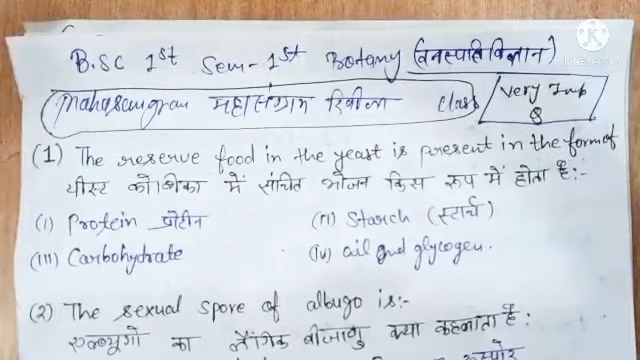 B.SC 1st Sem - 1st Botany (वनस्पति विज्ञान)
KINEMASTER
Mahasangram महासंग्राम रिवीजन Class
Very Imp
Q
(1) The reserve food in the yeast is present in the form of
यीस्ट कोशिका में संचित भोजन किस रूप में होता है:-
(i) Protein प्रोटीन (ii) Starch (स्टार्च)
(iii) Carbohydrate (iv) oil and glycogen.
(2) The sexual spore of albugo is:-
एल्ब्यूगो का लैंगिक बीजाणु क्या कहलाता है: